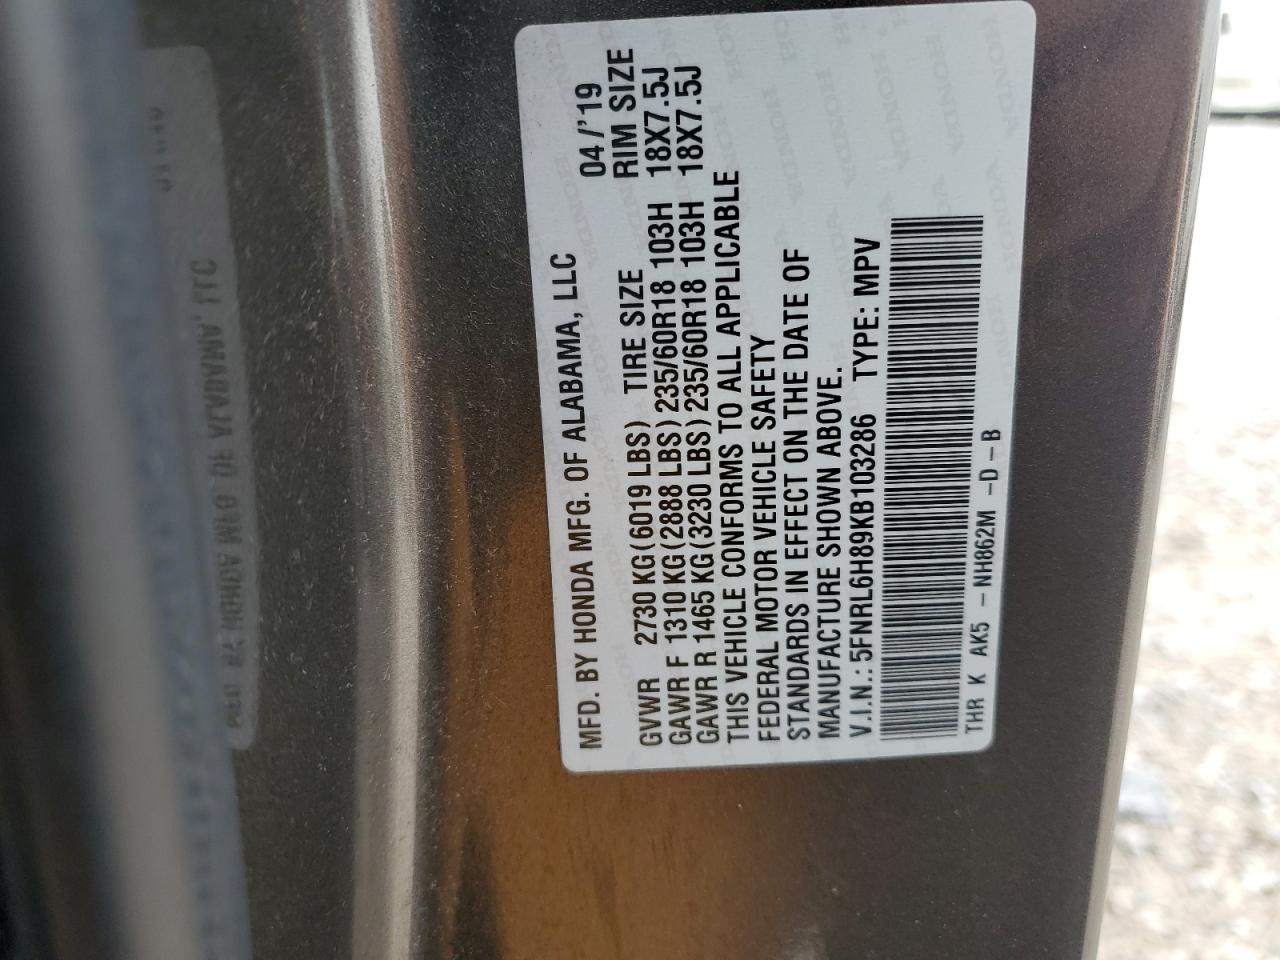 MFD. BY HONDA MFG. OF ALABAMA, LLC 04/'19
GVWR 2730 KG(6019 LBS) TIRE SIZE RIM SIZE
GAWR F 1310 KG(2888 LBS) 235/60R18 103H 18X7.5J
GAWR R 1465 KG(3230 LBS) 235/60R18 103H 18X7.5J
THIS VEHICLE CONFORMS TO ALL APPLICABLE
FEDERAL MOTOR VEHICLE SAFETY
STANDARDS IN EFFECT ON THE DATE OF
MANUFACTURE SHOWN ABOVE.
V.I.N.: 5FNRL6H89KB103286 TYPE: MPV
THR K AK5 -NH862M -D-B